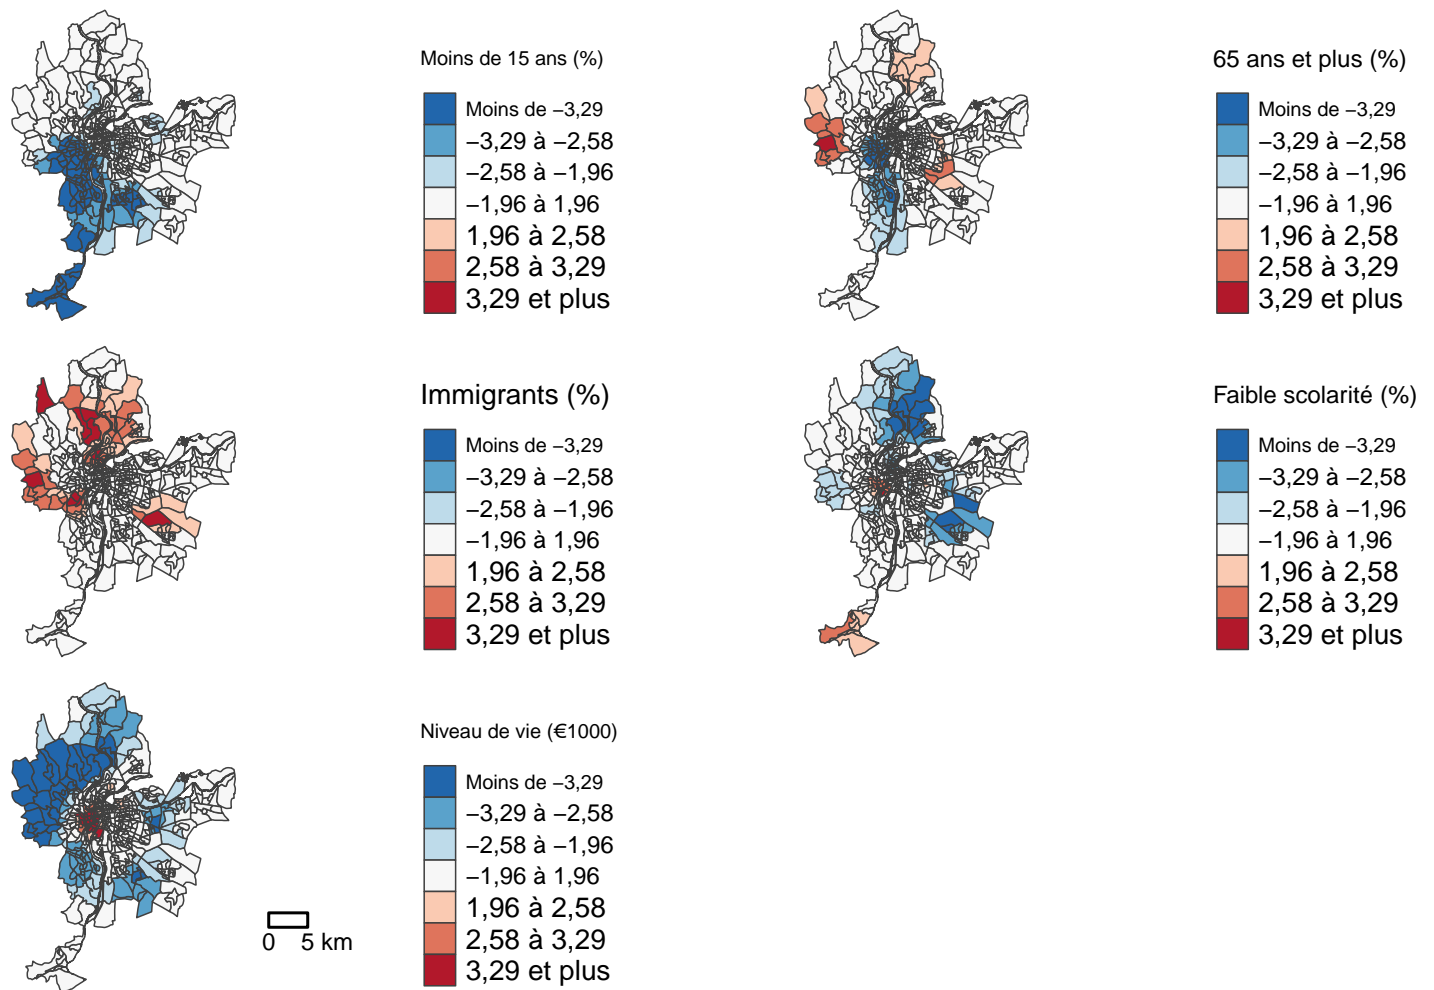 Moins de 15 ans (%)
Moins de −3,29
−3,29 à −2,58
−2,58 à −1,96
−1,96 à 1,96
1,96 à 2,58
2,58 à 3,29
3,29 et plus
65 ans et plus (%)
Moins de −3,29
−3,29 à −2,58
−2,58 à −1,96
−1,96 à 1,96
1,96 à 2,58
2,58 à 3,29
3,29 et plus
Immigrants (%)
Moins de −3,29
−3,29 à −2,58
−2,58 à −1,96
−1,96 à 1,96
1,96 à 2,58
2,58 à 3,29
3,29 et plus
Faible scolarité (%)
Moins de −3,29
−3,29 à −2,58
−2,58 à −1,96
−1,96 à 1,96
1,96 à 2,58
2,58 à 3,29
3,29 et plus
Niveau de vie (€1000)
Moins de −3,29
−3,29 à −2,58
−2,58 à −1,96
−1,96 à 1,96
1,96 à 2,58
2,58 à 3,29
3,29 et plus
0 5 km